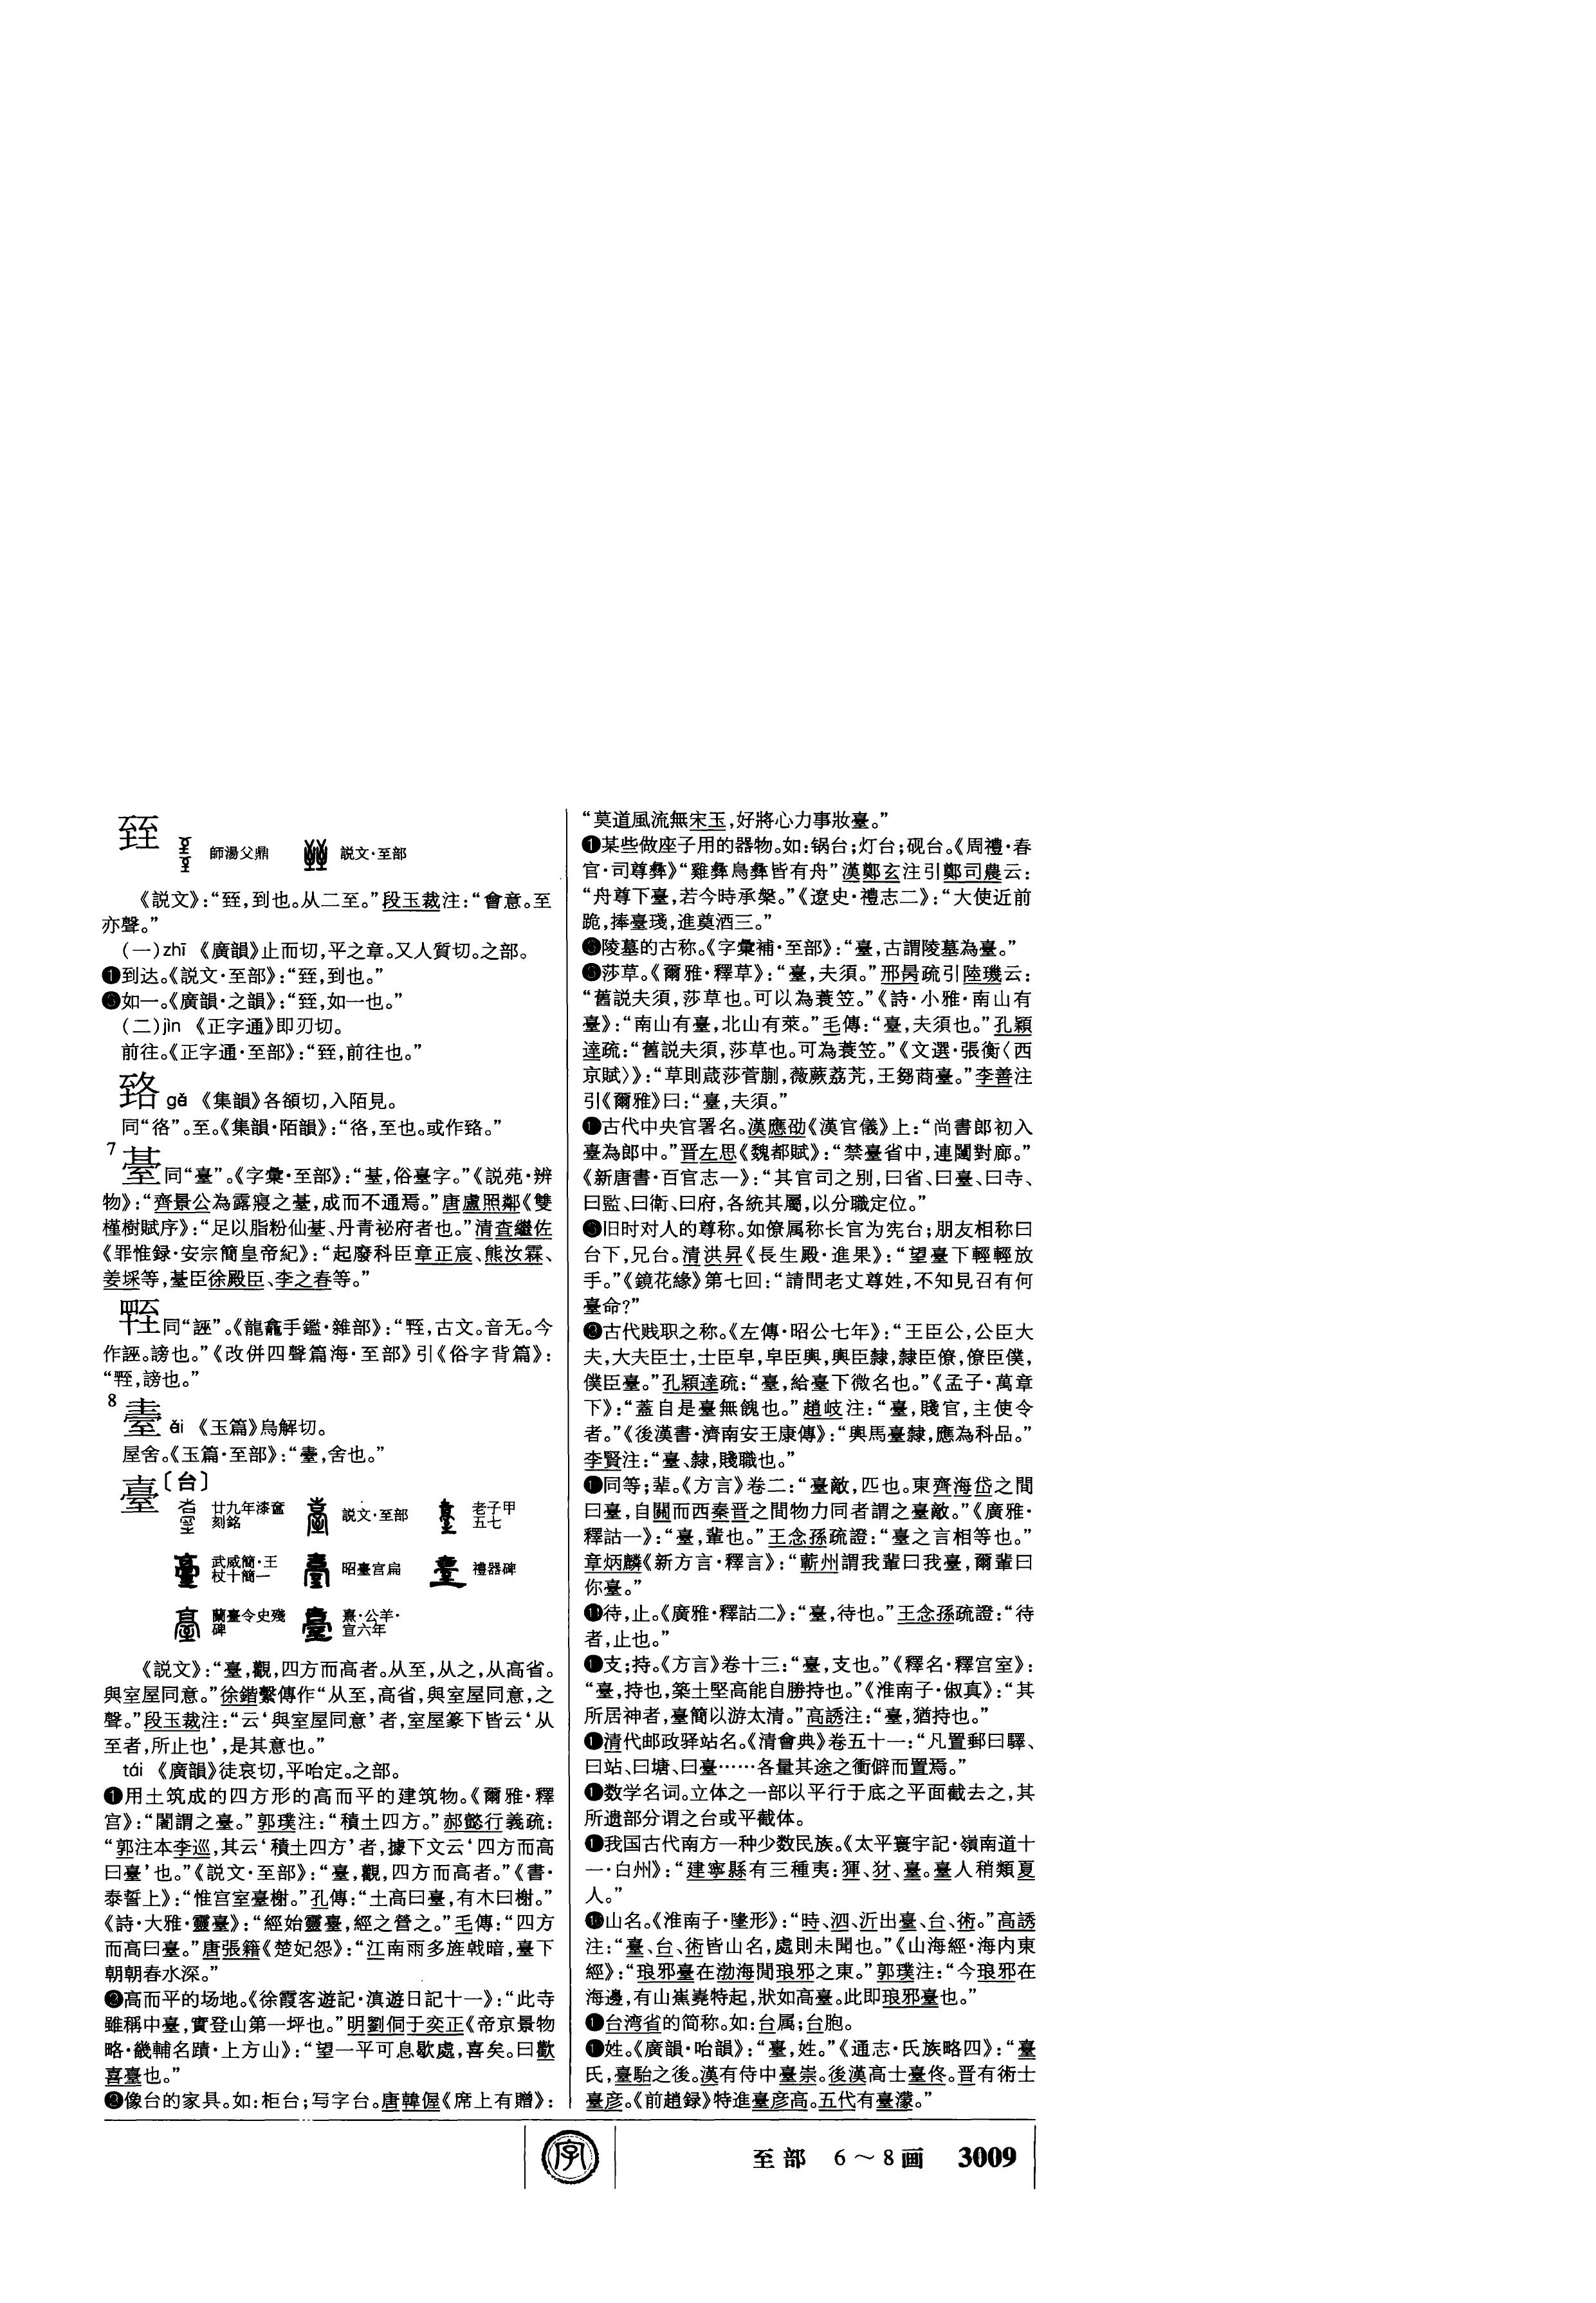 臸
師湯父鼎 説文·至部
《説文》：“臸，到也。从二至。”段玉裁注：“會意。至
亦聲。”
（一）zhī 《廣韻》止而切，平之章。又人質切。之部。
❶到达。《説文·至部》：“臸，到也。”
如一。《廣韻·之韻》：“臸，如一也。”
（二）jìn 《正字通》即刃切。
前往。《正字通·至部》：“臸，前往也。”
臵 gǎ 《集韻》各頟切，入陌見。
同“佫”。至。《集韻·陌韻》：“佫，至也。或作。”
7
䑓同“臺”。《字彙·至部》：“䑓，俗臺字。”《説苑·辨
物》：“齊景公為露寢之䑓，成而不通焉。”唐盧照鄰《雙
槿樹賦序》：“足以脂粉仙䑓、丹青祕府者也。”清查繼佐
《罪惟録·安宗簡皇帝紀》：“起廢科臣章正宸、熊汝霖、
姜埰等，䑓臣徐殿臣、李之春等。”
同“誣”。《龍龕手鑑·雜部》：“，古文。音无。今
作誣。謗也。”《改併四聲篇海·至部》引《俗字背篇》：
“，謗也。”
8
ǎi 《玉篇》烏解切。
屋舍。《玉篇·至部》：“，舍也。”
臺〔台〕
廿九年漆奩刻銘 説文·至部 老子甲五七
武威簡·王杖十簡一 昭臺宫扁 禮器碑
蘭臺令史殘碑 熹·公羊·宣六年
《説文》：“臺，觀，四方而高者。从至，从之，从高省。
與室屋同意。”徐鍇繫傳作“从至，高省，與室屋同意，之
聲。”段玉裁注：“云‘與室屋同意’者，室屋篆下皆云‘从
至者，所止也’，是其意也。”
tái 《廣韻》徒哀切，平咍定。之部。
❶用土筑成的四方形的高而平的建筑物。《爾雅·釋
宫》：“闍謂之臺。”郭璞注：“積土四方。”郝懿行義疏：
“郭注本李巡，其云‘積土四方’者，據下文云‘四方而高
曰臺’也。”《説文·至部》：“臺，觀，四方而高者。”《書·
泰誓上》：“惟宫室臺榭。”孔傳：“土高曰臺，有木曰榭。”
《詩·大雅·靈臺》：“經始靈臺，經之營之。”毛傳：“四方
而高曰臺。”唐張籍《楚妃怨》：“江南雨多旌戟暗，臺下
朝朝春水深。”
❷高而平的场地。《徐霞客遊記·滇遊日記十一》：“此寺
雖稱中臺，實登山第一坪也。”明劉侗于奕正《帝京景物
略·畿輔名蹟·上方山》：“望一平可息歇處，喜矣。曰歡
喜臺也。”
❷像台的家具。如：柜台；写字台。唐韓偓《席上有贈》：
“莫道風流無宋玉，好將心力事妝臺。”
❶某些做座子用的器物。如：锅台；灯台；砚台。《周禮·春
官·司尊彝》“雞彝鳥彝皆有舟”漢鄭玄注引鄭司農云：
“舟尊下臺，若今時承槃。”《遼史·禮志二》：“大使近前
跪，捧臺琖，進奠酒三。”
陵墓的古称。《字彙補·至部》：“臺，古謂陵墓為臺。”
莎草。《爾雅·釋草》：“臺，夫須。”邢昺疏引陸璣云：
“舊説夫須，莎草也。可以為蓑笠。”《詩·小雅·南山有
臺》：“南山有臺，北山有萊。”毛傳：“臺，夫須也。”孔穎
達疏：“舊説夫須，莎草也。可為蓑笠。”《文選·張衡〈西
京賦〉》：“草則葴莎菅蒯，薇蕨荔苀，王芻莔臺。”李善注
引《爾雅》曰：“臺，夫須。”
❶古代中央官署名。漢應劭《漢官儀》上：“尚書郎初入
臺為郎中。”晋左思《魏都賦》：“禁臺省中，連闥對廊。”
《新唐書·百官志一》：“其官司之别，曰省、曰臺、曰寺、
曰監、曰衛、曰府，各統其屬，以分職定位。”
旧时对人的尊称。如僚属称长官为宪台；朋友相称曰
台下，兄台。清洪昇《長生殿·進果》：“望臺下輕輕放
手。”《鏡花緣》第七回：“請問老丈尊姓，不知見召有何
臺命？”
❷古代贱职之称。《左傳·昭公七年》：“王臣公，公臣大
夫，大夫臣士，士臣皁，皁臣輿，輿臣隸，隸臣僚，僚臣僕，
僕臣臺。”孔穎達疏：“臺，給臺下微名也。”《孟子·萬章
下》：“蓋自是臺無餽也。”趙岐注：“臺，賤官，主使令
者。”《後漢書·濟南安王康傳》：“輿馬臺隸，應為科品。”
李賢注：“臺、隸，賤職也。”
❶同等；辈。《方言》卷二：“臺敵，匹也。東齊海岱之間
曰臺，自關而西秦晋之間物力同者謂之臺敵。”《廣雅·
釋詁一》：“臺，輩也。”王念孫疏證：“臺之言相等也。”
章炳麟《新方言·釋言》：“蘄州謂我輩曰我臺，爾輩曰
你臺。”
待，止。《廣雅·釋詁二》：“臺，待也。”王念孫疏證：“待
者，止也。”
❶支；持。《方言》卷十三：“臺，支也。”《釋名·釋宫室》：
“臺，持也，築土堅高能自勝持也。”《淮南子·俶真》：“其
所居神者，臺簡以游太清。”高誘注：“臺，猶持也。”
❶清代邮政驿站名。《清會典》卷五十一：“凡置郵曰驛、
曰站、曰塘、曰臺……各量其途之衝僻而置焉。”
❶数学名词。立体之一部以平行于底之平面截去之，其
所遗部分谓之台或平截体。
❶我国古代南方一种少数民族。《太平寰宇記·嶺南道十
一·白州》：“建寧縣有三種夷：獋、犲、臺。臺人稍類夏
人。”
山名。《淮南子·墬形》：“時、泗、沂出臺、台、術。”高誘
注：“臺、台、術皆山名，處則未聞也。”《山海經·海内東
經》：“琅邪臺在渤海間琅邪之東。”郭璞注：“今琅邪在
海邊，有山嶣嶤特起，狀如高臺。此即琅邪臺也。”
❶台湾省的简称。如：台属；台胞。
❶姓。《廣韻·咍韻》：“臺，姓。”《通志·氏族略四》：“臺
氏，臺駘之後。漢有侍中臺崇。後漢高士臺佟。晋有術士
臺彦。《前趙録》特進臺彦高。五代有臺濛。”
字
至部 6～8画 3009